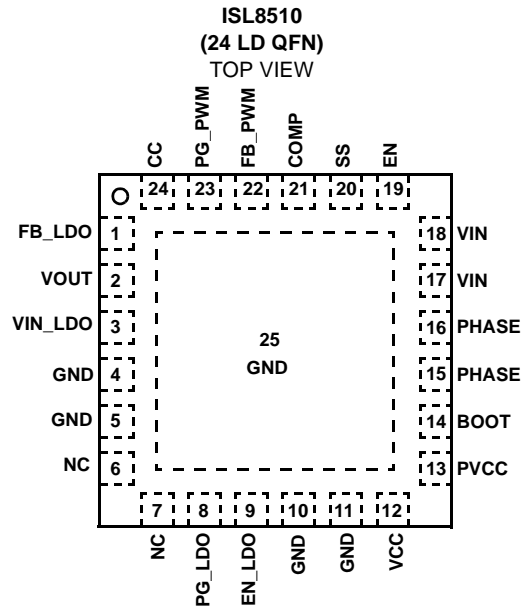 ISL8510
(24 LD QFN)
TOP VIEW
CC
PG_PWM
FB_PWM
COMP
SS
EN
24
23
22
21
20
19
FB_LDO 1
18 VIN
VOUT 2
17 VIN
VIN_LDO 3
16 PHASE
GND 4
15 PHASE
GND 5
14 BOOT
NC 6
13 PVCC
25
GND
7
8
9
10
11
12
NC
PG_LDO
EN_LDO
GND
GND
VCC